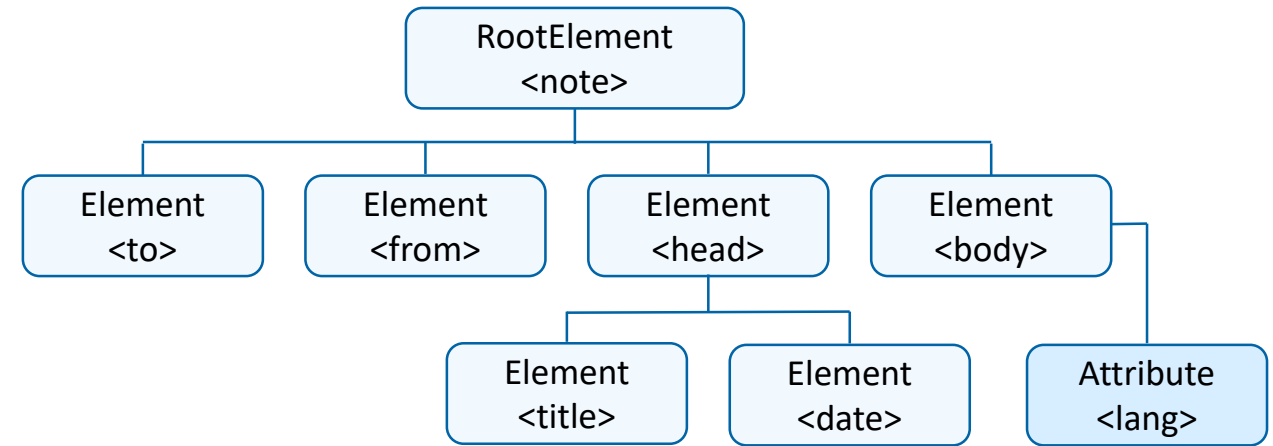 RootElement
<note>
Element
<to>
Element
<from>
Element
<head>
Element
<body>
Element
<title>
Element
<date>
Attribute
<lang>